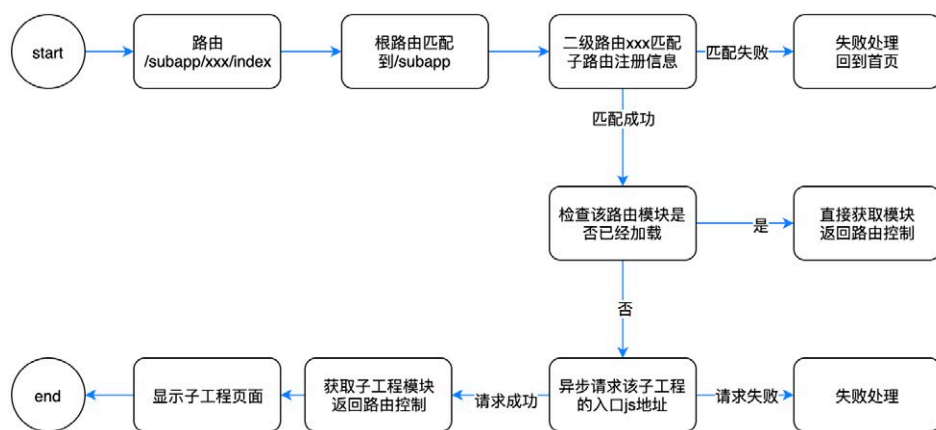 start
路由
/subapp/xxx/index
根路由匹配
到/subapp
二级路由xxx匹配
子路由注册信息
匹配失败
失败处理
回到首页
匹配成功
检查该路由模块是
否已经加载
是
直接获取模块
返回路由控制
否
end
显示子工程页面
获取子工程模块
返回路由控制
请求成功
异步请求该子工程
的入口js地址
请求失败
失败处理